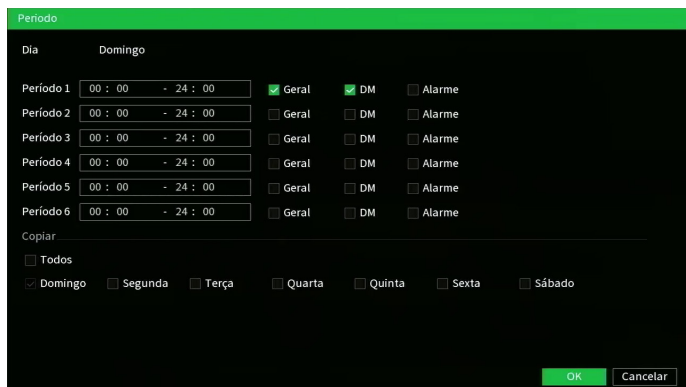 Período
Dia Domingo
Período 1 00 : 00 - 24 : 00 Geral DM Alarme
Período 2 00 : 00 - 24 : 00 Geral DM Alarme
Período 3 00 : 00 - 24 : 00 Geral DM Alarme
Período 4 00 : 00 - 24 : 00 Geral DM Alarme
Período 5 00 : 00 - 24 : 00 Geral DM Alarme
Período 6 00 : 00 - 24 : 00 Geral DM Alarme
Copiar
Todos
Domingo Segunda Terça Quarta Quinta Sexta Sábado
OK Cancelar